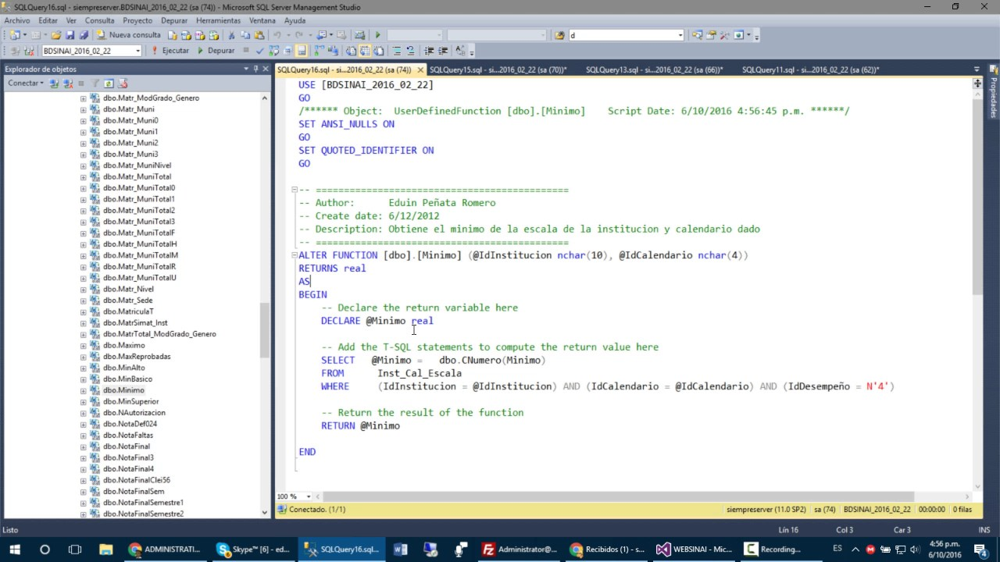 SQLQuery16.sql - siempreserver.BDSINAI_2016_02_22 (sa (74))* - Microsoft SQL Server Management Studio
Archivo Editar Ver Consulta Proyecto Depurar Herramientas Ventana Ayuda
Nueva consulta d
BDSINAI_2016_02_22 Ejecutar Depurar
Explorador de objetos
SQLQuery16.sql - si...2016_02_22 (sa (74)) SQLQuery15.sql - si...2016_02_22 (sa (70))* SQLQuery13.sql - si...2016_02_22 (sa (66))* SQLQuery11.sql - si...2016_02_22 (sa (62))*
Conectar
Propiedades
dbo.Matr_ModGrado_Genero
dbo.Matr_Muni
dbo.Matr_Muni0
dbo.Matr_Muni1
dbo.Matr_Muni2
dbo.Matr_Muni3
dbo.Matr_MuniNivel
dbo.Matr_MuniTotal
dbo.Matr_MuniTotal0
dbo.Matr_MuniTotal1
dbo.Matr_MuniTotal2
dbo.Matr_MuniTotal3
dbo.Matr_MuniTotalF
dbo.Matr_MuniTotalH
dbo.Matr_MuniTotalM
dbo.Matr_MuniTotalR
dbo.Matr_MuniTotalU
dbo.Matr_Nivel
dbo.Matr_Sede
dbo.MatriculaT
dbo.MatrSimat_Inst
dbo.MatrTotal_ModGrado_Genero
dbo.Maximo
dbo.MaxReprobadas
dbo.MinAlto
dbo.MinBasico
dbo.Minimo
dbo.MinSuperior
dbo.NAutorizacion
dbo.NotaDef024
dbo.NotaFaltas
dbo.NotaFinal
dbo.NotaFinal3
dbo.NotaFinal4
dbo.NotaFinalClei56
dbo.NotaFinalSem
dbo.NotaFinalSemestre1
dbo.NotaFinalSemestre2
USE [BDSINAI_2016_02_22]
GO
/****** Object: UserDefinedFunction [dbo].[Minimo] Script Date: 6/10/2016 4:56:45 p.m. ******/
SET ANSI_NULLS ON
GO
SET QUOTED_IDENTIFIER ON
GO
-- =============================================
-- Author: Eduin Peñata Romero
-- Create date: 6/12/2012
-- Description: Obtiene el minimo de la escala de la institucion y calendario dado
-- =============================================
ALTER FUNCTION [dbo].[Minimo] (@IdInstitucion nchar(10), @IdCalendario nchar(4))
RETURNS real
AS
BEGIN
-- Declare the return variable here
DECLARE @Minimo real
-- Add the T-SQL statements to compute the return value here
SELECT @Minimo = dbo.CNumero(Minimo)
FROM Inst_Cal_Escala
WHERE (IdInstitucion = @IdInstitucion) AND (IdCalendario = @IdCalendario) AND (IdDesempeño = N'4')
-- Return the result of the function
RETURN @Minimo
END
100 %
Conectado. (1/1) siempreserver (11.0 SP2) sa (74) BDSINAI_2016_02_22 00:00:00 0 filas
Listo Lín 16 Col 3 Car 3 INS
ADMINISTRATI... Skype™ [6] - ed... SQLQuery16.sql... Administrator@... Recibidos (1) - s... WEBSINAI - Mic... Recording... ES 4:56 p.m.
6/10/2016